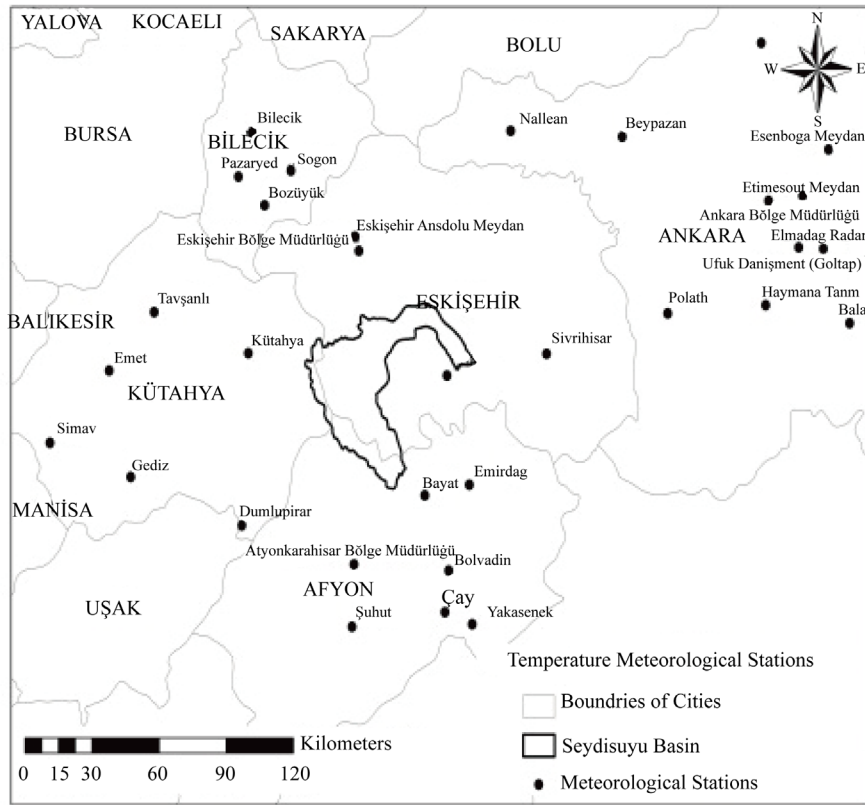 YALOVA
KOCAELI
SAKARYA
BOLU
N
W
E
S
BURSA
Bilecik
BİLECİK
Pazaryed
Sogon
Bozüyük
Nallean
Beypazan
Esenboga Meydan
Etimesout Meydan
Ankara Bölge Müdürlüğü
ANKARA
Elmadag Radar
Ufuk Danişment (Goltap)
Eskişehir Ansdolu Meydan
Eskişehir Bölge Müdürlüğü
Tavşanlı
BALIKESİR
ESKİŞEHİR
Polath
Haymana Tanm
Bala
Emet
Kütahya
Sivrihisar
KÜTAHYA
Simav
Gediz
MANİSA
Dumlupirar
Bayat
Emirdag
Atyonkarahisar Bölge Müdürlüğü
Bolvadin
UŞAK
AFYON
Çay
Şuhut
Yakasenek
Temperature Meteorological Stations
Boundries of Cities
Seydisuyu Basin
Meteorological Stations
Kilometers
0 15 30 60 90 120